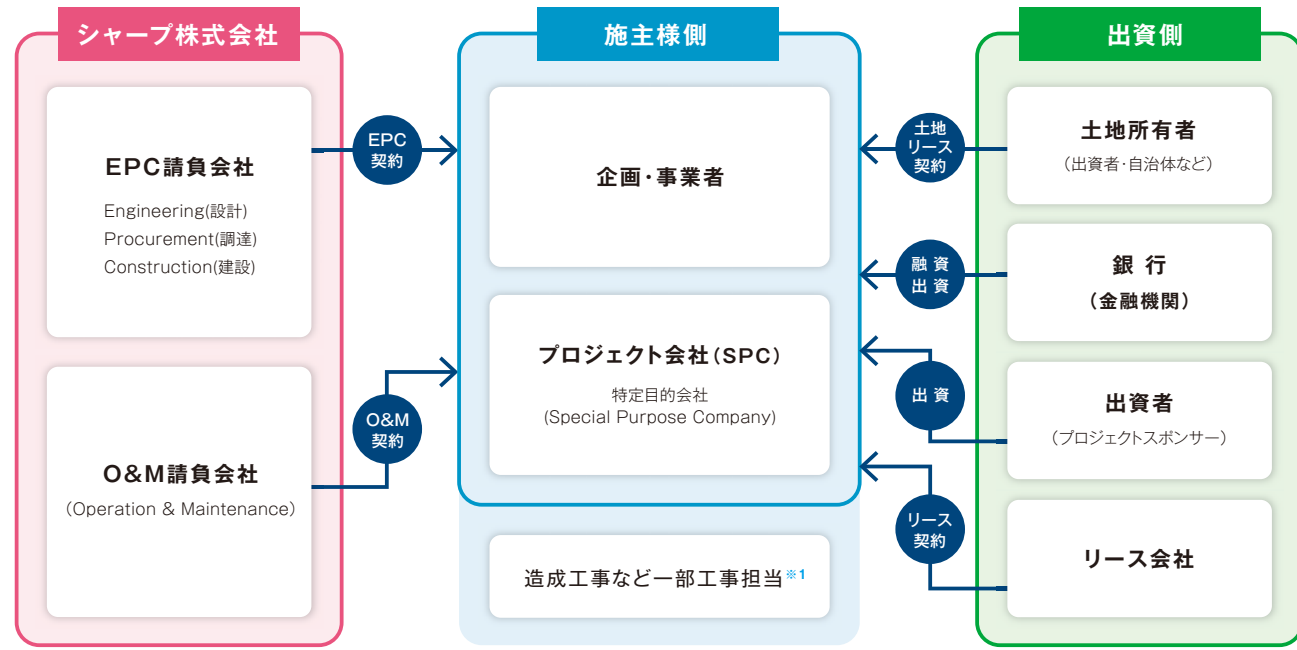 シャープ株式会社
EPC請負会社
Engineering(設計)
Procurement(調達)
Construction(建設)
O&M請負会社
(Operation & Maintenance)
EPC
契約
O&M
契約
施主様側
企画・事業者
プロジェクト会社(SPC)
特定目的会社
(Special Purpose Company)
造成工事など一部工事担当※1
土地
リース
契約
融資
出資
出資
リース
契約
出資側
土地所有者
(出資者・自治体など)
銀行
(金融機関)
出資者
(プロジェクトスポンサー)
リース会社